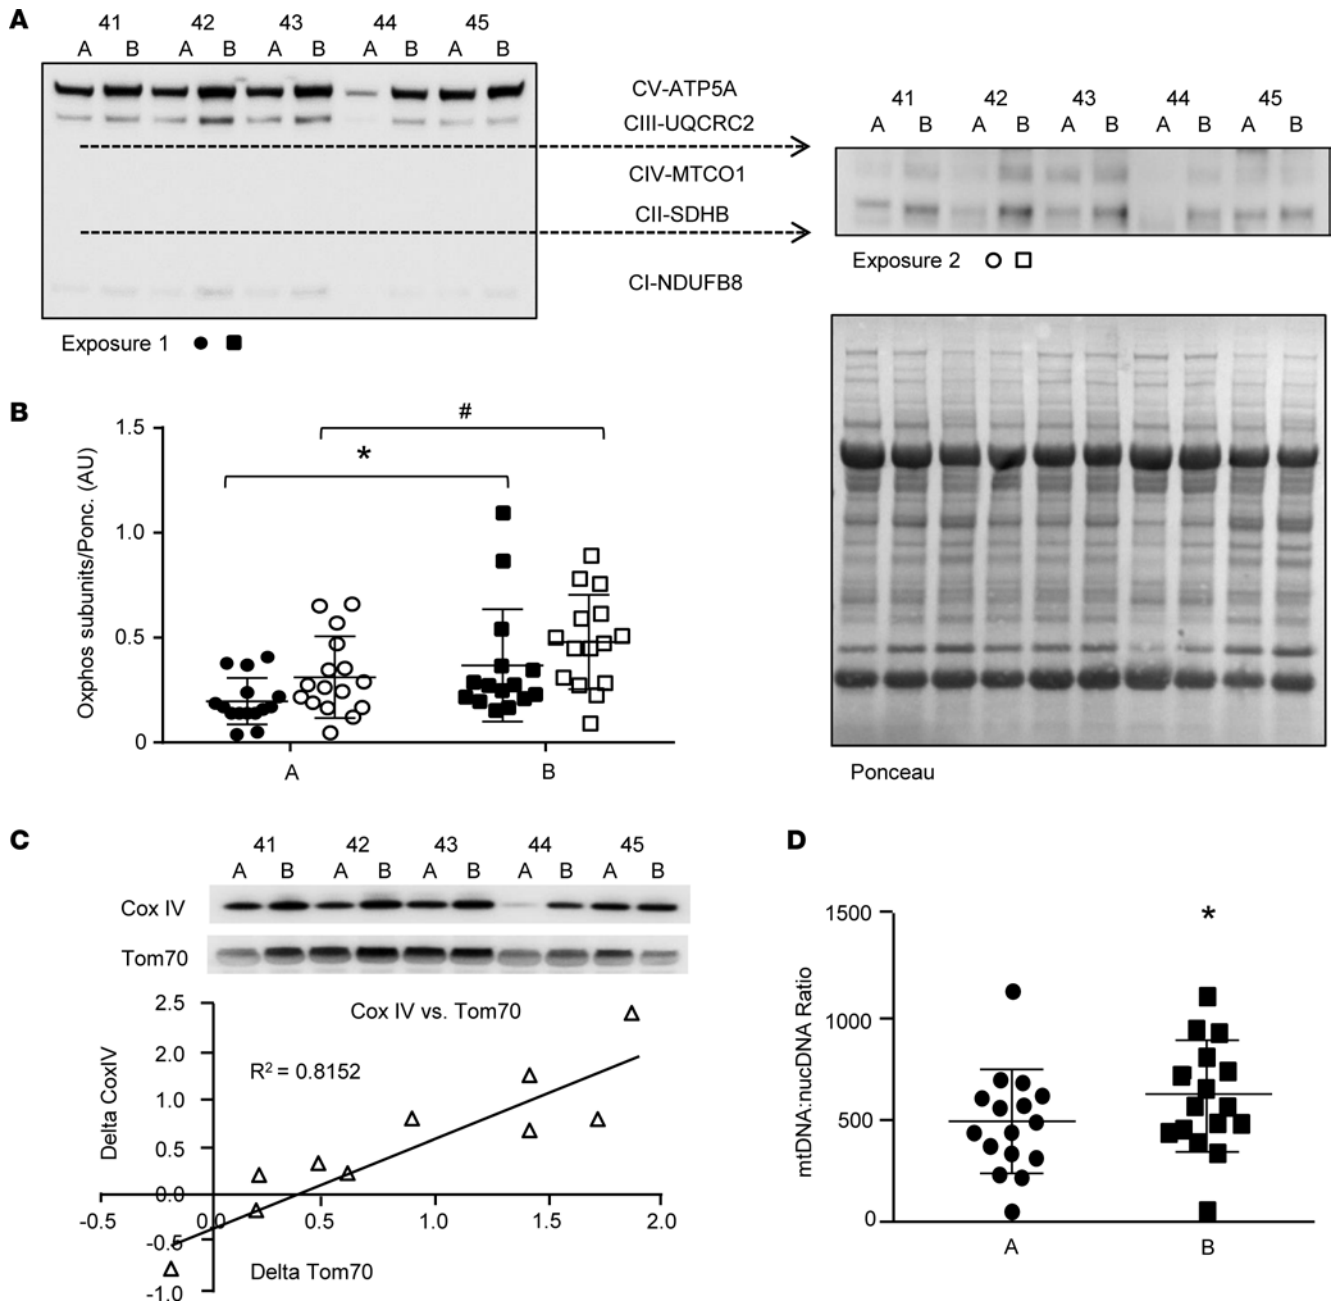 A
41 42 43 44 45
A B A B A B A B A B
CV-ATP5A
CIII-UQCRC2
CIV-MTCO1
CII-SDHB
CI-NDUFB8
Exposure 1
41 42 43 44 45
A B A B A B A B A B
Exposure 2
Ponceau
B
Oxphos subunits/Ponc. (AU)
1.5
1.0
0.5
0
#
*
A B
C
41 42 43 44 45
A B A B A B A B A B
Cox IV
Tom70
Cox IV vs. Tom70
R² = 0.8152
Delta CoxIV
2.5
2.0
1.0
0.5
0.0
-0.5
-1.0
-0.5 0.0 0.5 1.0 1.5 2.0
Delta Tom70
D
mtDNA:nucDNA Ratio
1500
1000
500
0
*
A B